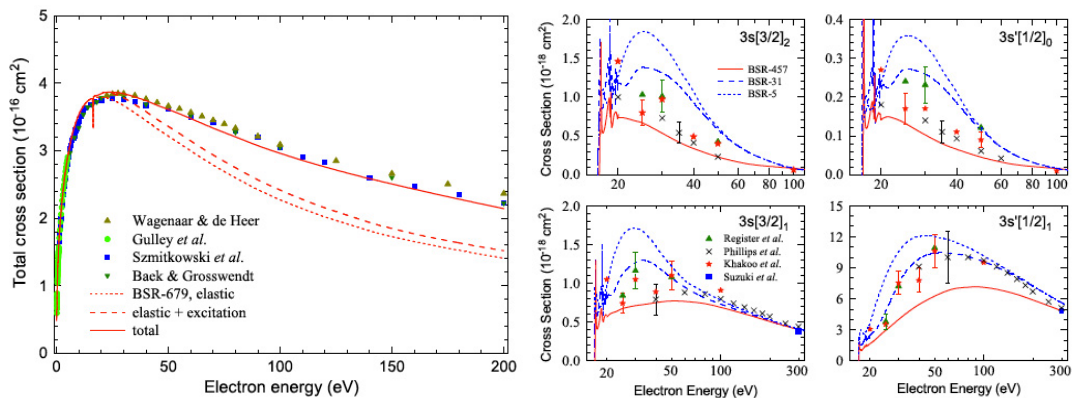 Total cross section (10⁻¹⁶ cm²)
5
4
3
2
1
0
Wagenaar & de Heer
Gulley et al.
Szmitkowski et al.
Baek & Grosswendt
BSR-679, elastic
elastic + excitation
total
0 50 100 150 200
Electron energy (eV)
Cross Section (10⁻¹⁸ cm²)
2.0
1.5
1.0
0.5
0.0
3s[3/2]₂
BSR-457
BSR-31
BSR-5
20 40 60 80 100
0.4
0.3
0.2
0.1
0.0
3s'[1/2]₀
20 40 60 80 100
Cross Section (10⁻¹⁸ cm²)
2.0
1.5
1.0
0.5
0.0
3s[3/2]₁
Register et al.
Phillips et al.
Khakoo et al.
Suzuki et al.
20 100 300
Electron Energy (eV)
15
10
5
0
3s'[1/2]₁
20 100 300
Electron Energy (eV)